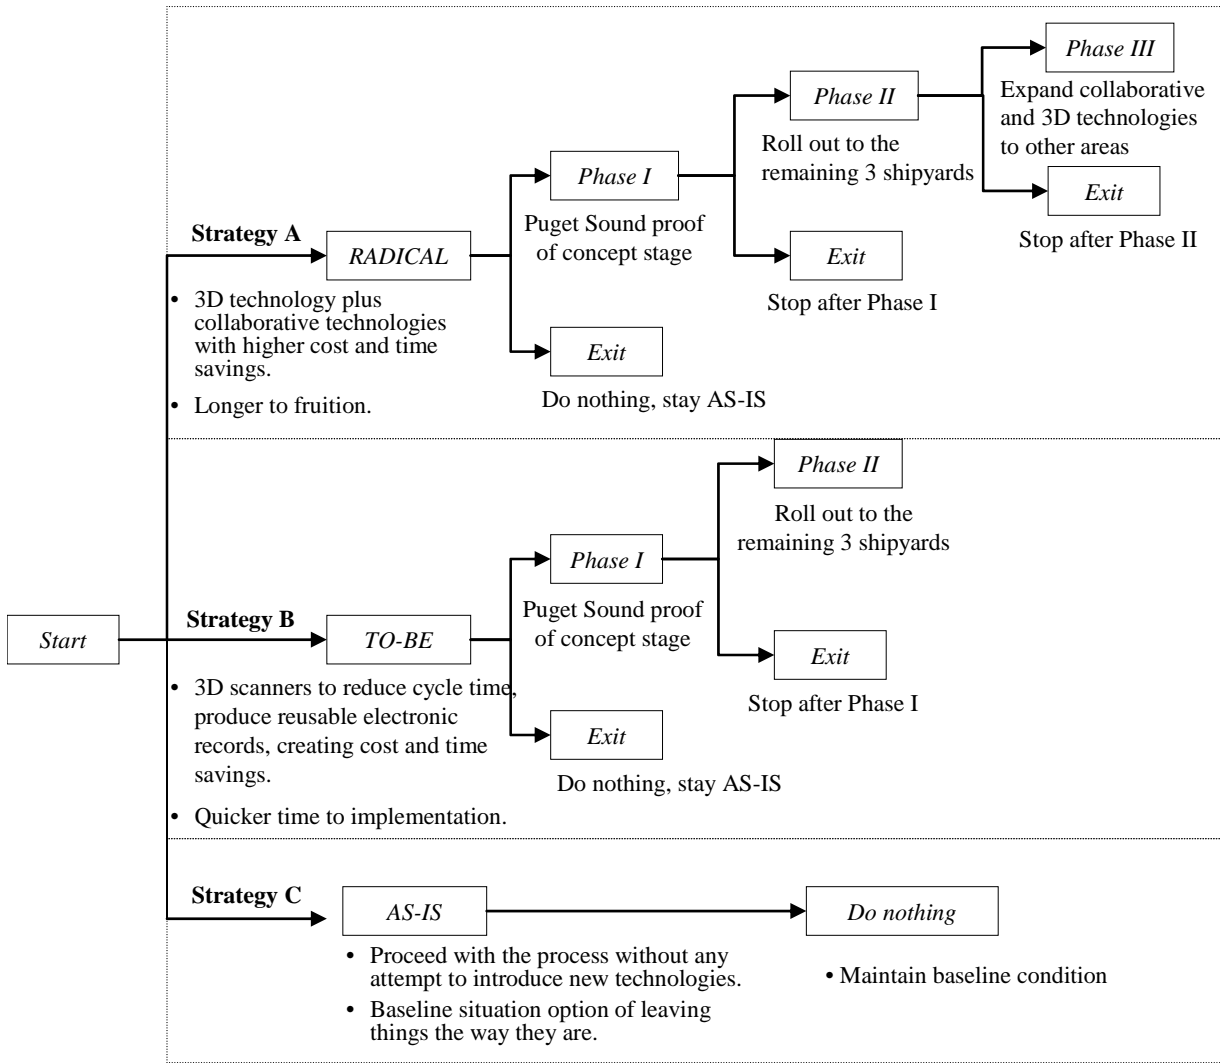 Phase III
Phase II
Expand collaborative
and 3D technologies
to other areas
Roll out to the
remaining 3 shipyards
Phase I
Exit
Stop after Phase II
Puget Sound proof
of concept stage
Strategy A
RADICAL
Exit
Stop after Phase I
• 3D technology plus
collaborative technologies
with higher cost and time
savings.
Exit
Do nothing, stay AS-IS
• Longer to fruition.
Phase II
Roll out to the
remaining 3 shipyards
Phase I
Puget Sound proof
of concept stage
Start
Strategy B
TO-BE
Exit
Stop after Phase I
• 3D scanners to reduce cycle time,
produce reusable electronic
records, creating cost and time
savings.
Exit
Do nothing, stay AS-IS
• Quicker time to implementation.
Strategy C
AS-IS
Do nothing
• Proceed with the process without any
attempt to introduce new technologies.
• Baseline situation option of leaving
things the way they are.
• Maintain baseline condition